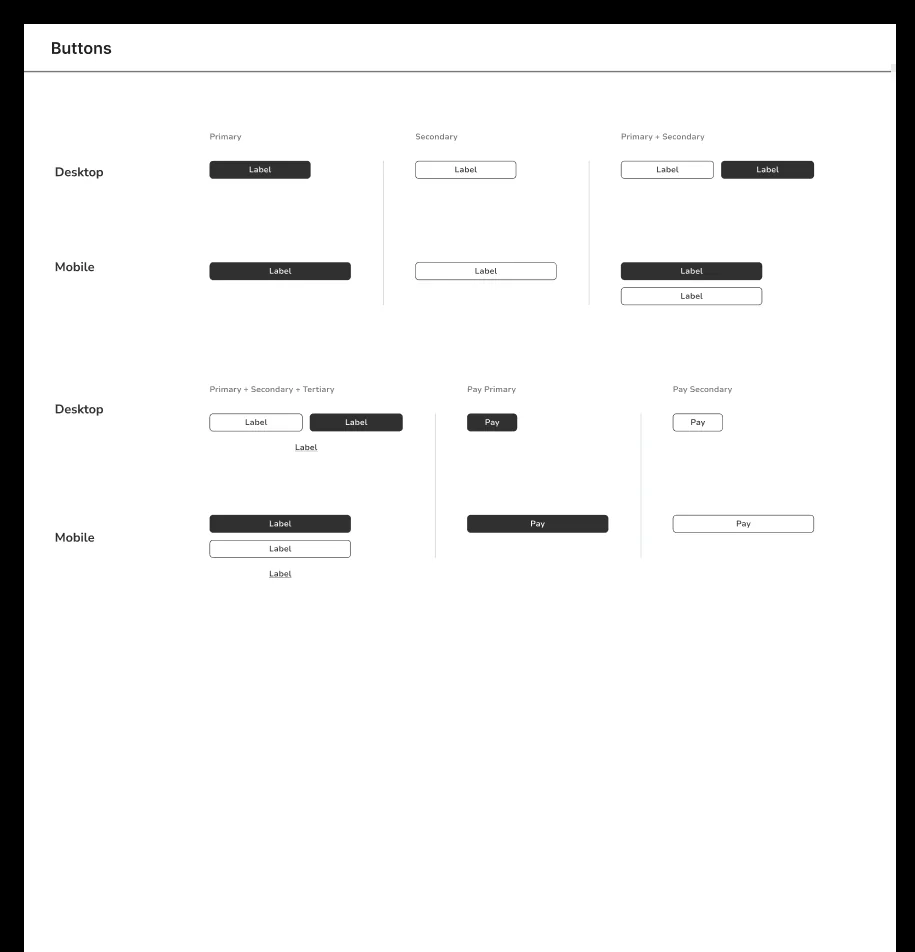 Buttons
Primary Secondary Primary + Secondary
Desktop Label Label Label Label
Mobile Label Label Label
Label
Primary + Secondary + Tertiary Pay Primary Pay Secondary
Desktop Label Label Pay Pay
Label
Mobile Label Pay Pay
Label
Label